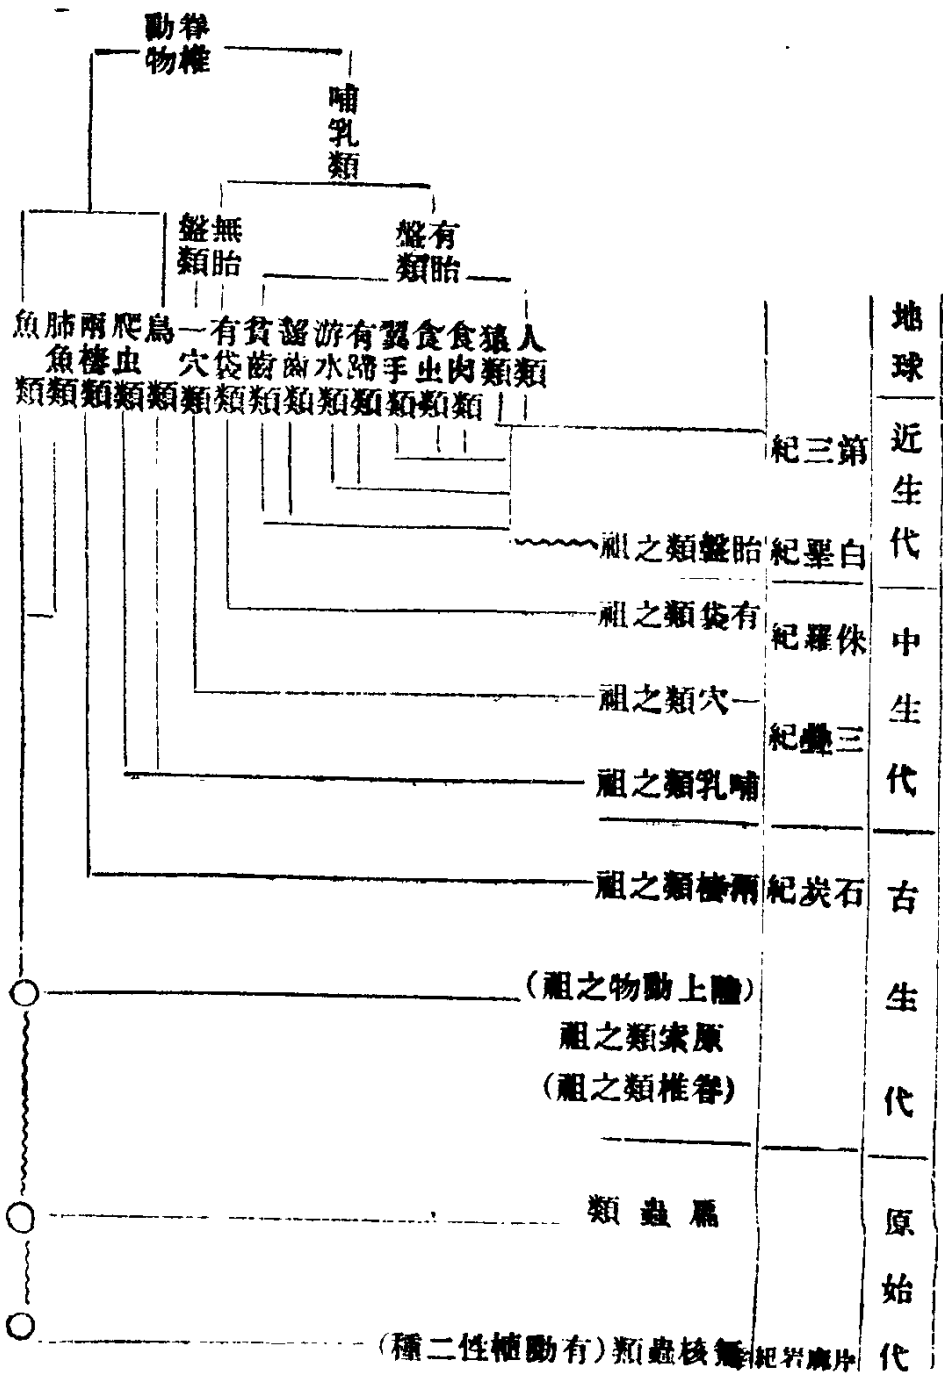 脊椎
動物
哺乳類
無胎
盤類
有胎
盤類
人類
猿類
食肉類
食虫類
翼手類
有蹄類
游水類
齧齒類
貧齒類
有袋類
一穴類
鳥類
爬虫類
兩棲類
肺魚類
魚類
地球
近生代
第三紀
白堊紀
胎盤類之祖
中生代
侏羅紀
有袋類之祖
一穴類之祖
三疊紀
哺乳類之祖
古生代
石炭紀
兩棲類之祖
(陸上動物之祖)
原索類之祖
(脊椎類之祖)
原始代
扁蟲類
片麻岩紀
無核蟲類(有動植性二種)